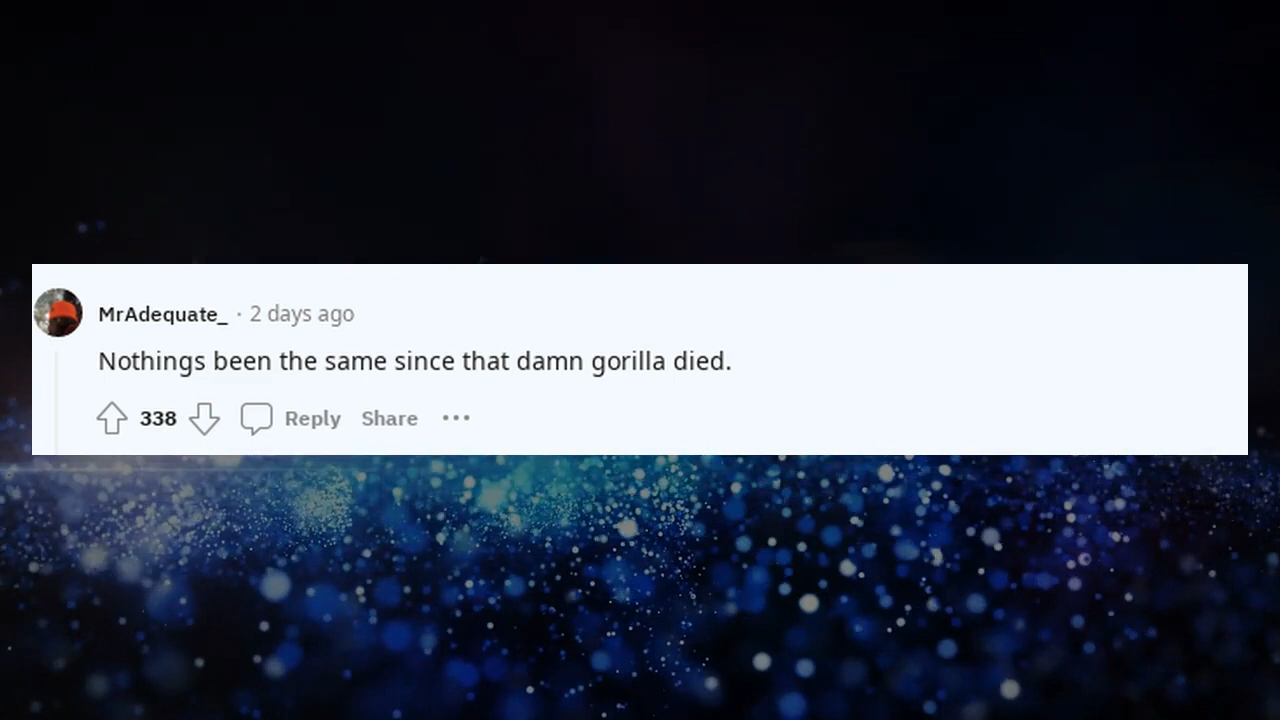 MrAdequate_ · 2 days ago
Nothings been the same since that damn gorilla died.
338 Reply Share ···